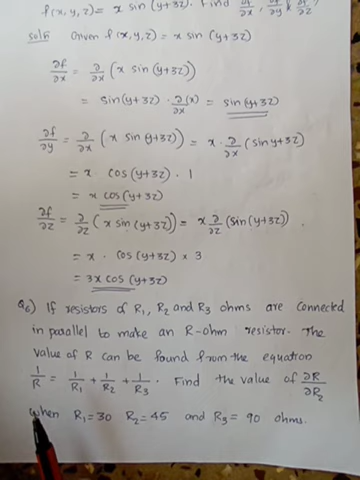 f(x,y,z) = x sin (y+3z). Find ∂f/∂x, ∂f/∂y & ∂f/∂z
Given f(x,y,z) = x sin (y+3z)
∂f/∂x = ∂/∂x (x sin(y+3z))
= sin(y+3z) · ∂/∂x (x) = sin(y+3z)
∂f/∂y = ∂/∂x (x sin (y+3z)) = x · ∂/∂x (sin y+3z)
= x cos (y+3z) · 1
= x cos (y+3z)
∂f/∂z = ∂/∂z (x sin (y+3z)) = x ∂/∂z (sin(y+3z))
= x · cos (y+3z) × 3
= 3x cos (y+3z)
Q6) If resistors of R₁, R₂ and R₃ ohms are connected
in parallel to make an R-ohm resistor. The
value of R can be found from the equation
1/R = 1/R₁ + 1/R₂ + 1/R₃ . Find the value of ∂R/∂R₂
when R₁ = 30 R₂ = 45 and R₃ = 90 ohms.